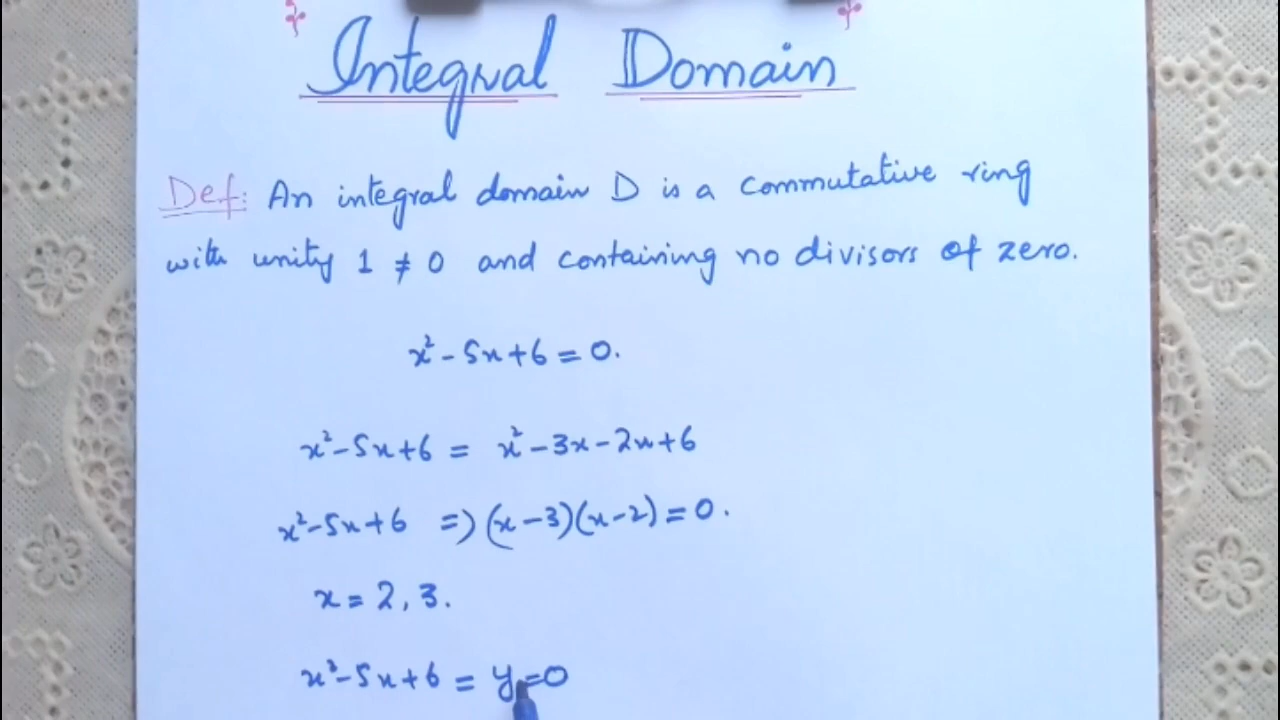 Integral Domain
Def: An integral domain D is a commutative ring
with unity 1 ≠ 0 and containing no divisors of zero.
x² - 5x + 6 = 0.
x² - 5x + 6 = x² - 3x - 2x + 6
x² - 5x + 6 => (x - 3)(x - 2) = 0.
x = 2, 3.
x² - 5x + 6 = y = 0